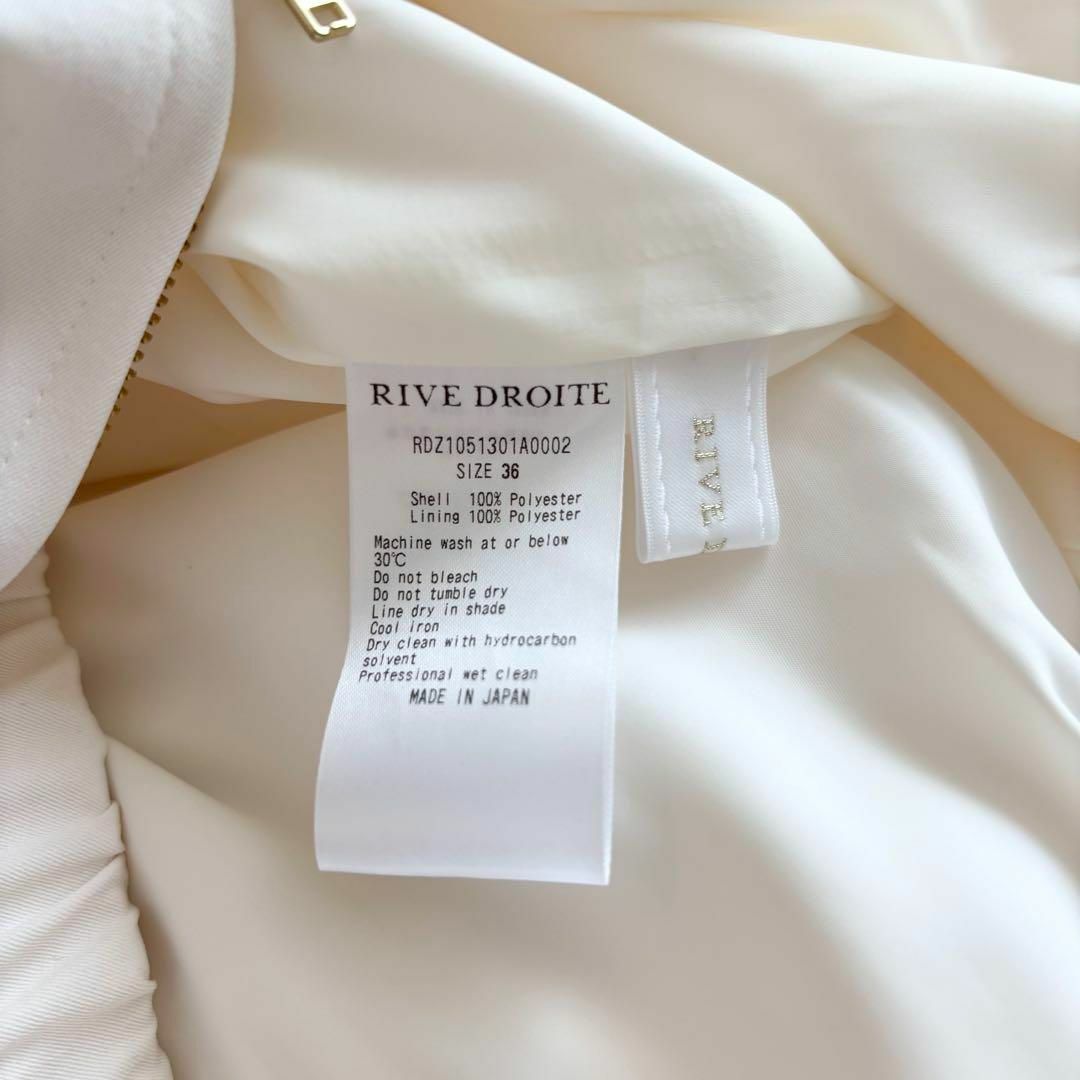 RIVE DROITE
RDZ1051301A0002
SIZE 36
Shell 100% Polyester
Lining 100% Polyester
Machine wash at or below
30℃
Do not bleach
Do not tumble dry
Line dry in shade
Cool iron
Dry clean with hydrocarbon
solvent
Professional wet clean
MADE IN JAPAN
RIVE